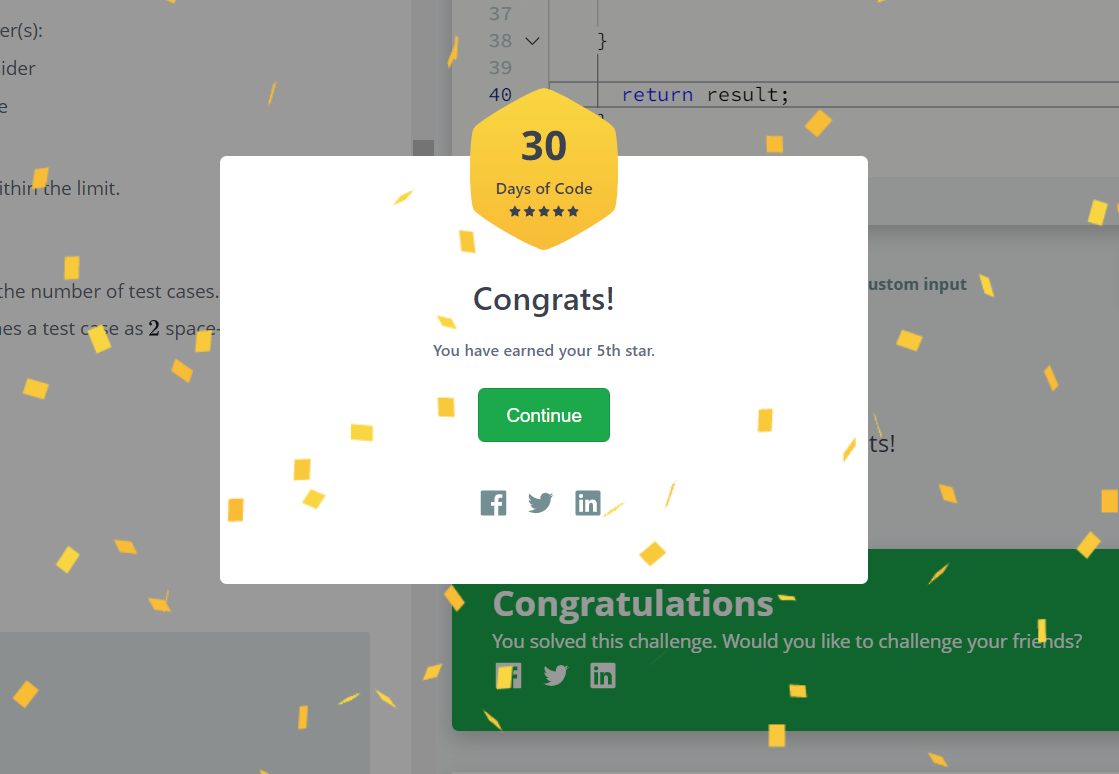 er(s):
ider
e
ithin the limit.
the number of test cases.
nes a test case as 2 space-
37
38
}
39
40
return result;
30
Days of Code
Congrats!
You have earned your 5th star.
Continue
ustom input
ts!
Congratulations
You solved this challenge. Would you like to challenge your friends?